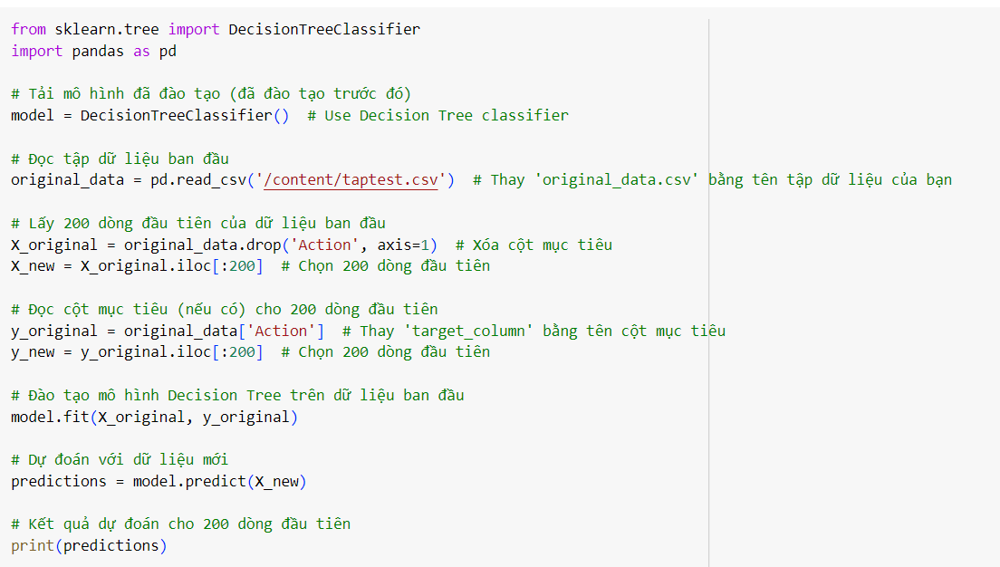 from sklearn.tree import DecisionTreeClassifier
import pandas as pd
# Tải mô hình đã đào tạo (đã đào tạo trước đó)
model = DecisionTreeClassifier()  # Use Decision Tree classifier
# Đọc tập dữ liệu ban đầu
original_data = pd.read_csv('/content/taptest.csv')  # Thay 'original_data.csv' bằng tên tập dữ liệu của bạn
# Lấy 200 dòng đầu tiên của dữ liệu ban đầu
X_original = original_data.drop('Action', axis=1)  # Xóa cột mục tiêu
X_new = X_original.iloc[:200]  # Chọn 200 dòng đầu tiên
# Đọc cột mục tiêu (nếu có) cho 200 dòng đầu tiên
y_original = original_data['Action']  # Thay 'target_column' bằng tên cột mục tiêu
y_new = y_original.iloc[:200]  # Chọn 200 dòng đầu tiên
# Đào tạo mô hình Decision Tree trên dữ liệu ban đầu
model.fit(X_original, y_original)
# Dự đoán với dữ liệu mới
predictions = model.predict(X_new)
# Kết quả dự đoán cho 200 dòng đầu tiên
print(predictions)